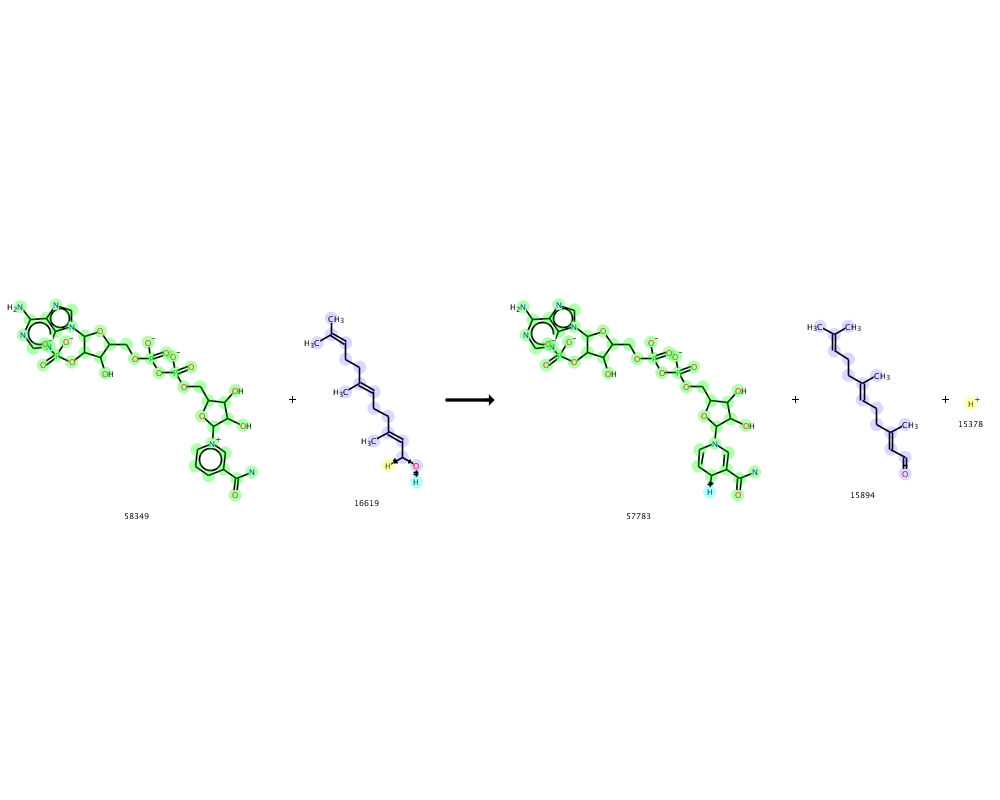 H₂N N N N N O OH O P O O⁻ O⁻ O P O O⁻ O P O O⁻ O O OH OH N⁺ N O
58349
+
CH₃ H₃C H₃C H₃C H O H
16619
H₂N N N N N O OH O P O O⁻ O⁻ O P O O⁻ O P O O⁻ O O OH OH N N O H
57783
+
H₃C CH₃ CH₃ CH₃ O
15894
+
H⁺
15378